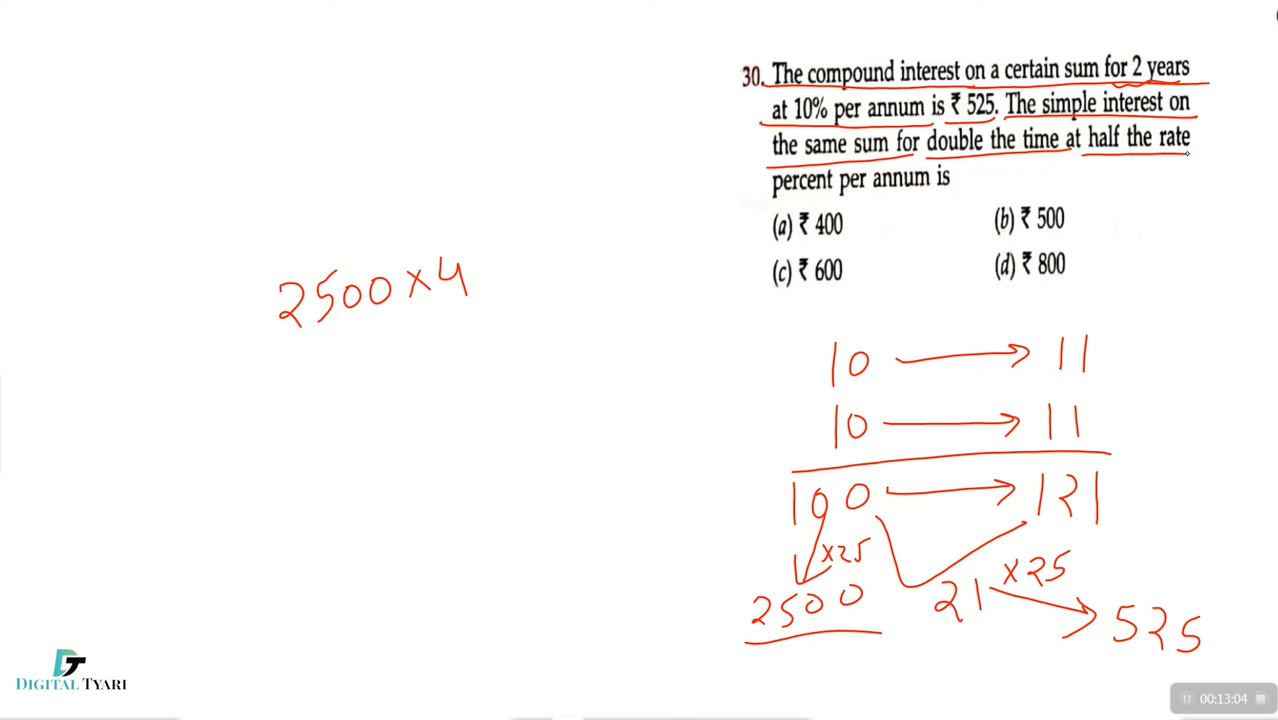 30. The compound interest on a certain sum for 2 years
at 10% per annum is ₹ 525. The simple interest on
the same sum for double the time at half the rate
percent per annum is
(a) ₹ 400 (b) ₹ 500
(c) ₹ 600 (d) ₹ 800
2500 × 4
10 → 11
10 → 11
100 → 121
×25 ×25
2500 21 → 525
DIGITAL TYARI
00:13:04